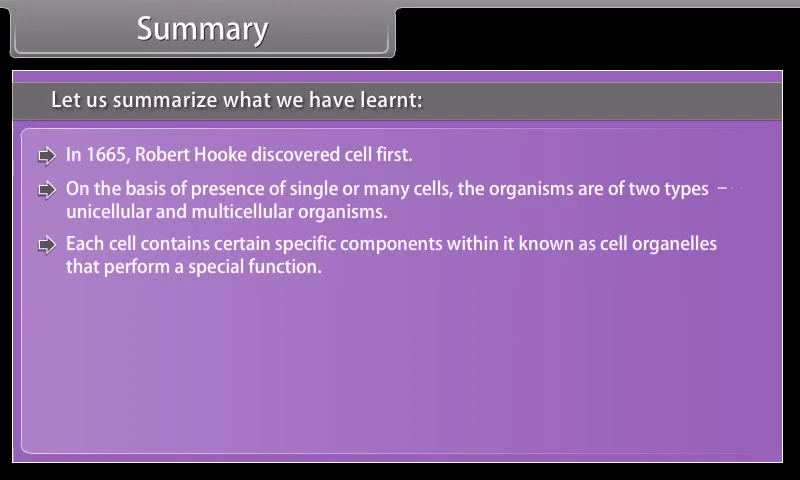 Summary
Let us summarize what we have learnt:
In 1665, Robert Hooke discovered cell first.
On the basis of presence of single or many cells, the organisms are of two types –
unicellular and multicellular organisms.
Each cell contains certain specific components within it known as cell organelles
that perform a special function.